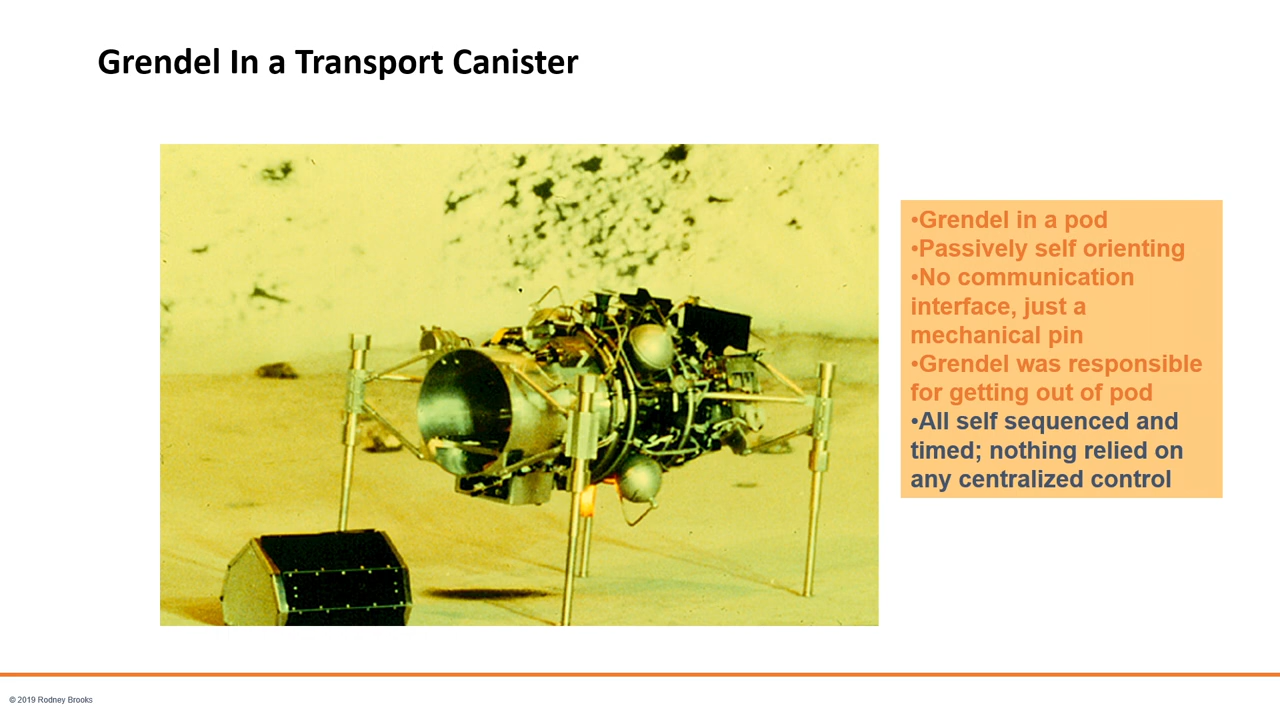 Grendel In a Transport Canister
•Grendel in a pod
•Passively self orienting
•No communication
interface, just a
mechanical pin
•Grendel was responsible
for getting out of pod
•All self sequenced and
timed; nothing relied on
any centralized control
© 2019 Rodney Brooks